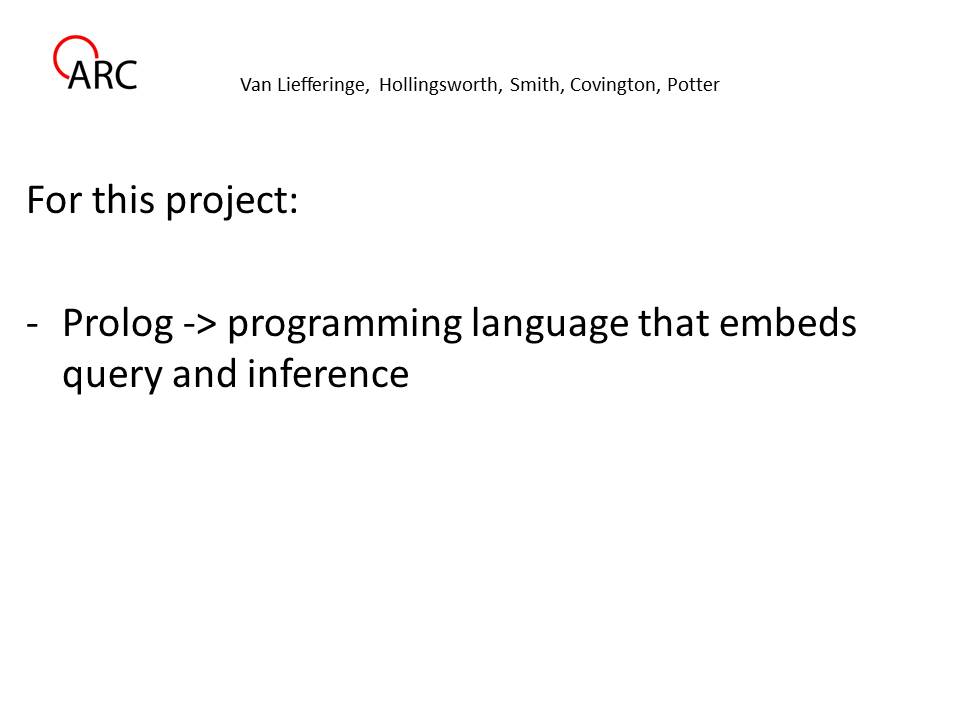 ARC
Van Liefferinge, Hollingsworth, Smith, Covington, Potter
For this project:
- Prolog -> programming language that embeds
query and inference